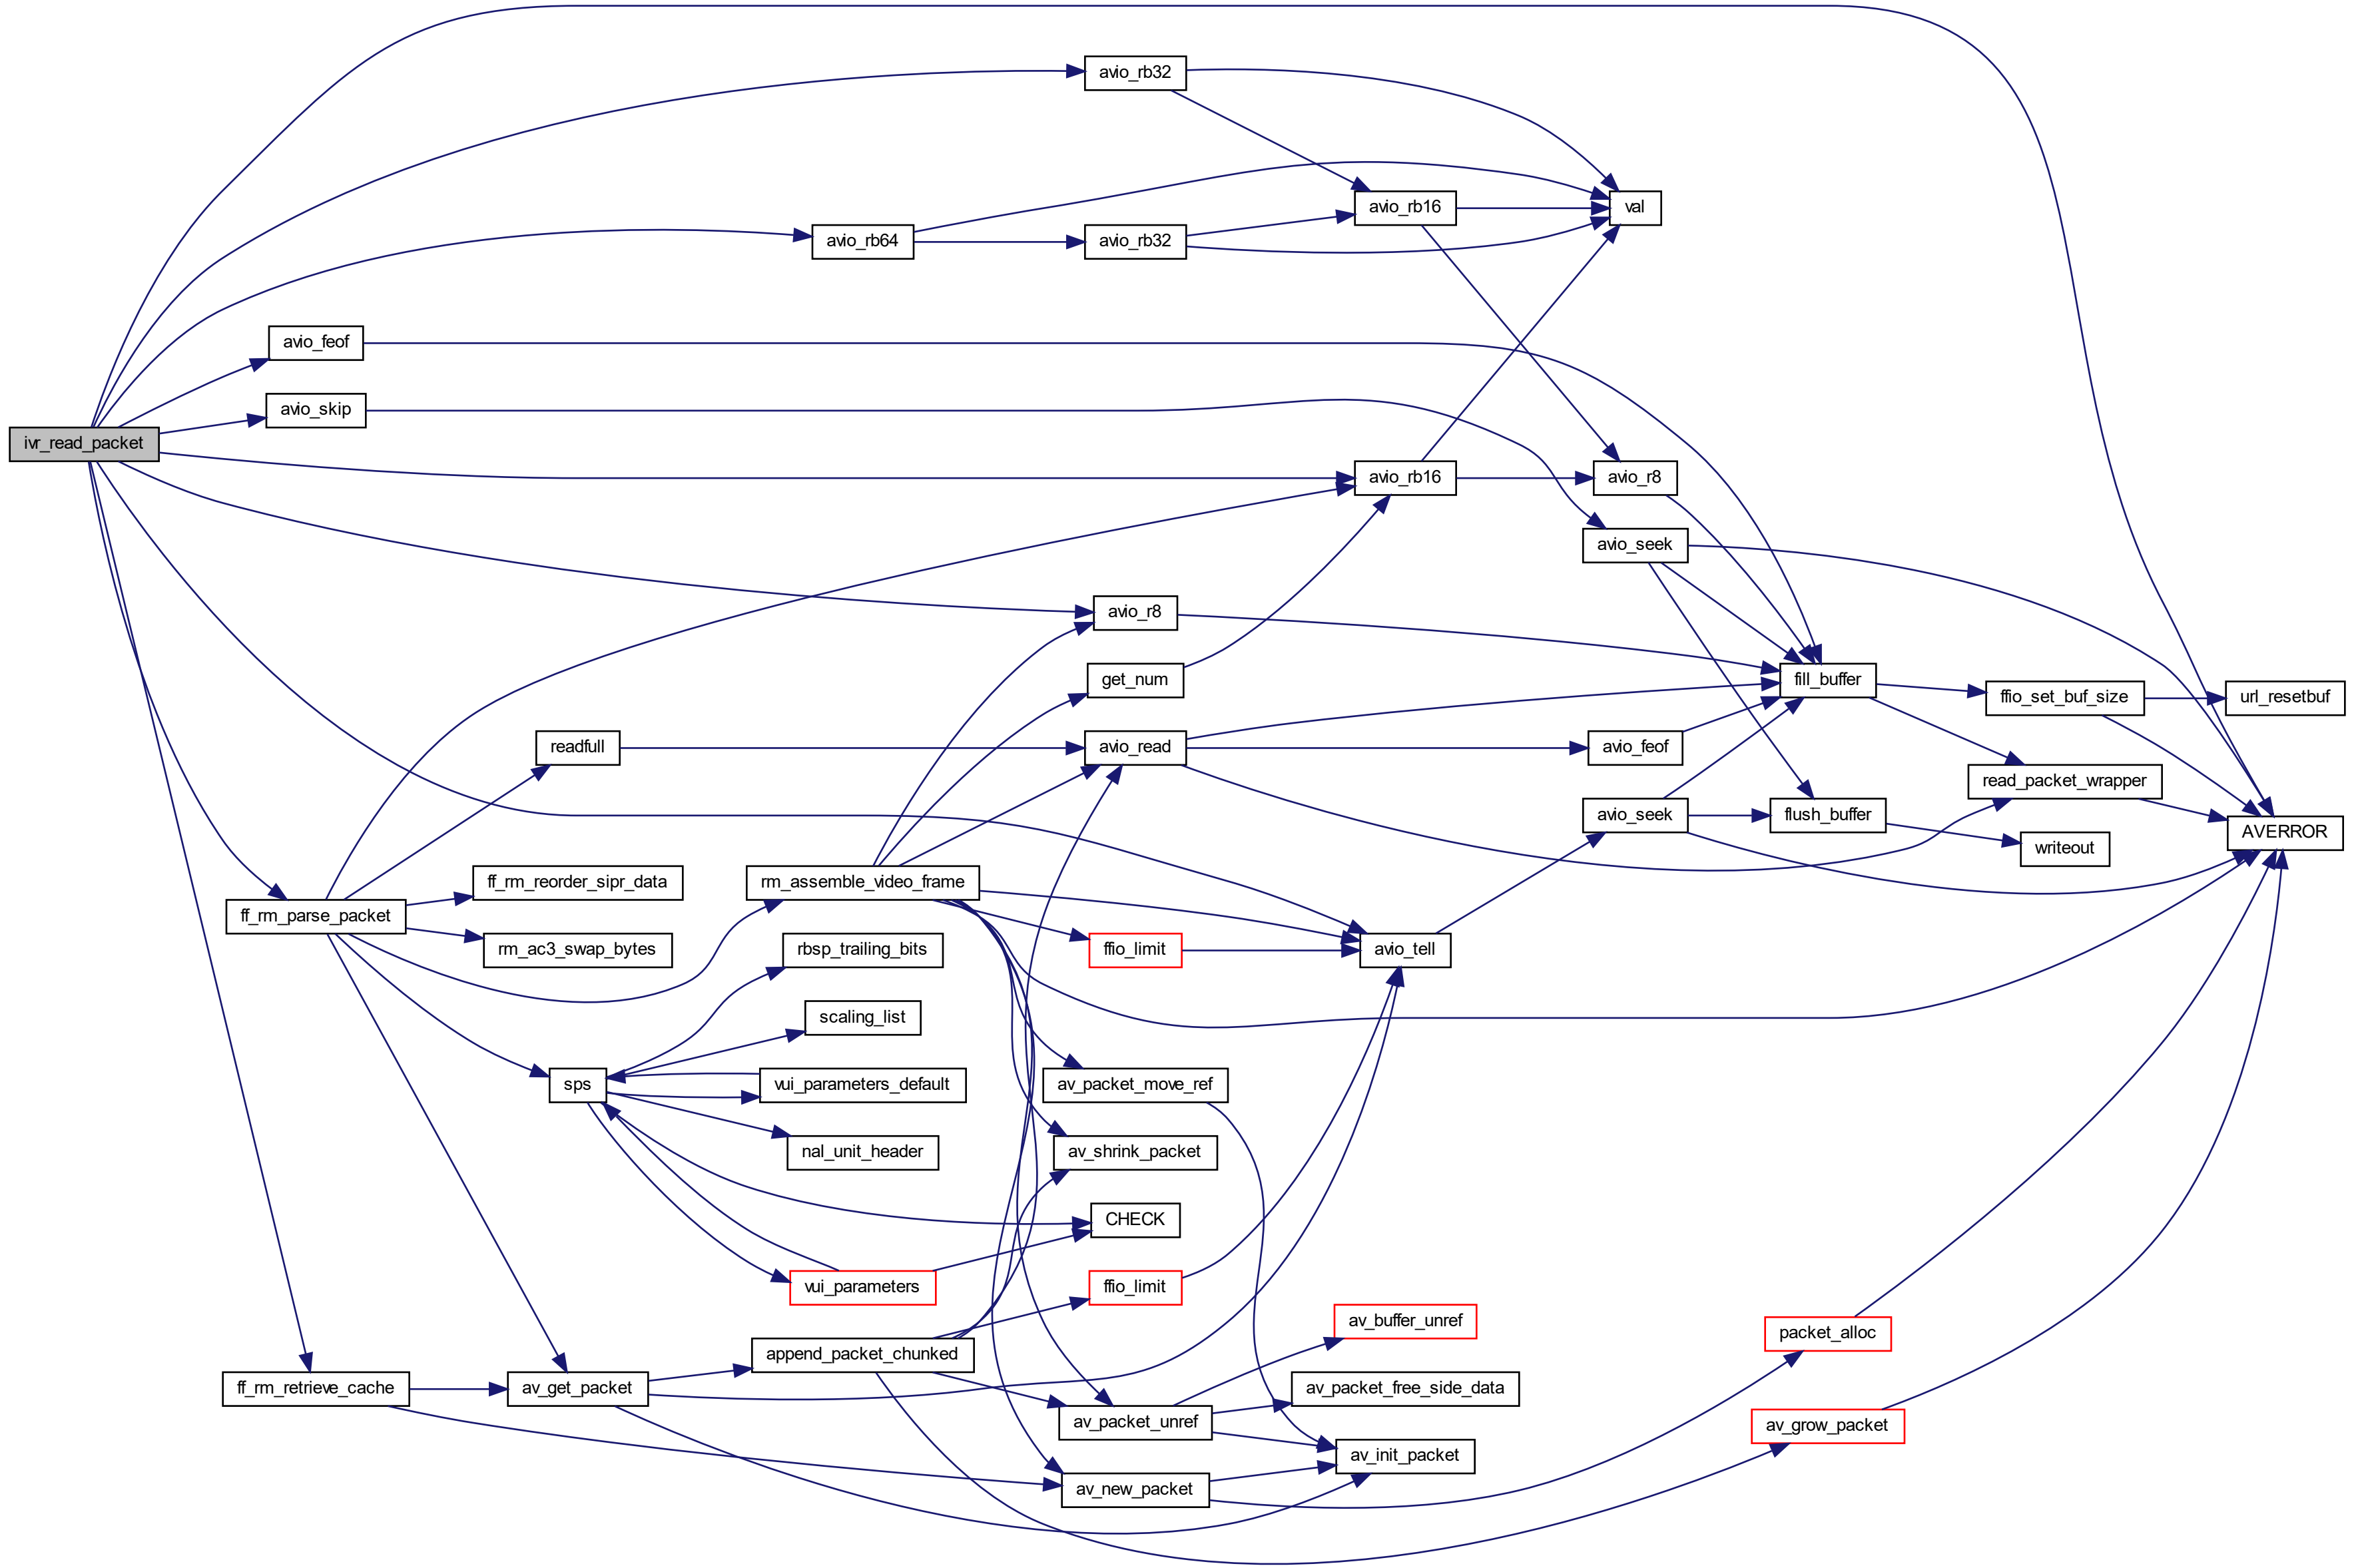 avio_rb32
avio_rb16
val
avio_rb64
avio_rb32
avio_feof
avio_skip
ivr_read_packet
avio_rb16
avio_r8
avio_seek
avio_r8
get_num
fill_buffer
ffio_set_buf_size
url_resetbuf
readfull
avio_read
avio_feof
read_packet_wrapper
avio_seek
flush_buffer
AVERROR
writeout
ff_rm_reorder_sipr_data
rm_assemble_video_frame
ff_rm_parse_packet
rm_ac3_swap_bytes
rbsp_trailing_bits
ffio_limit
avio_tell
scaling_list
sps
vui_parameters_default
av_packet_move_ref
nal_unit_header
av_shrink_packet
CHECK
vui_parameters
ffio_limit
av_buffer_unref
packet_alloc
append_packet_chunked
ff_rm_retrieve_cache
av_get_packet
av_packet_free_side_data
av_packet_unref
av_grow_packet
av_init_packet
av_new_packet